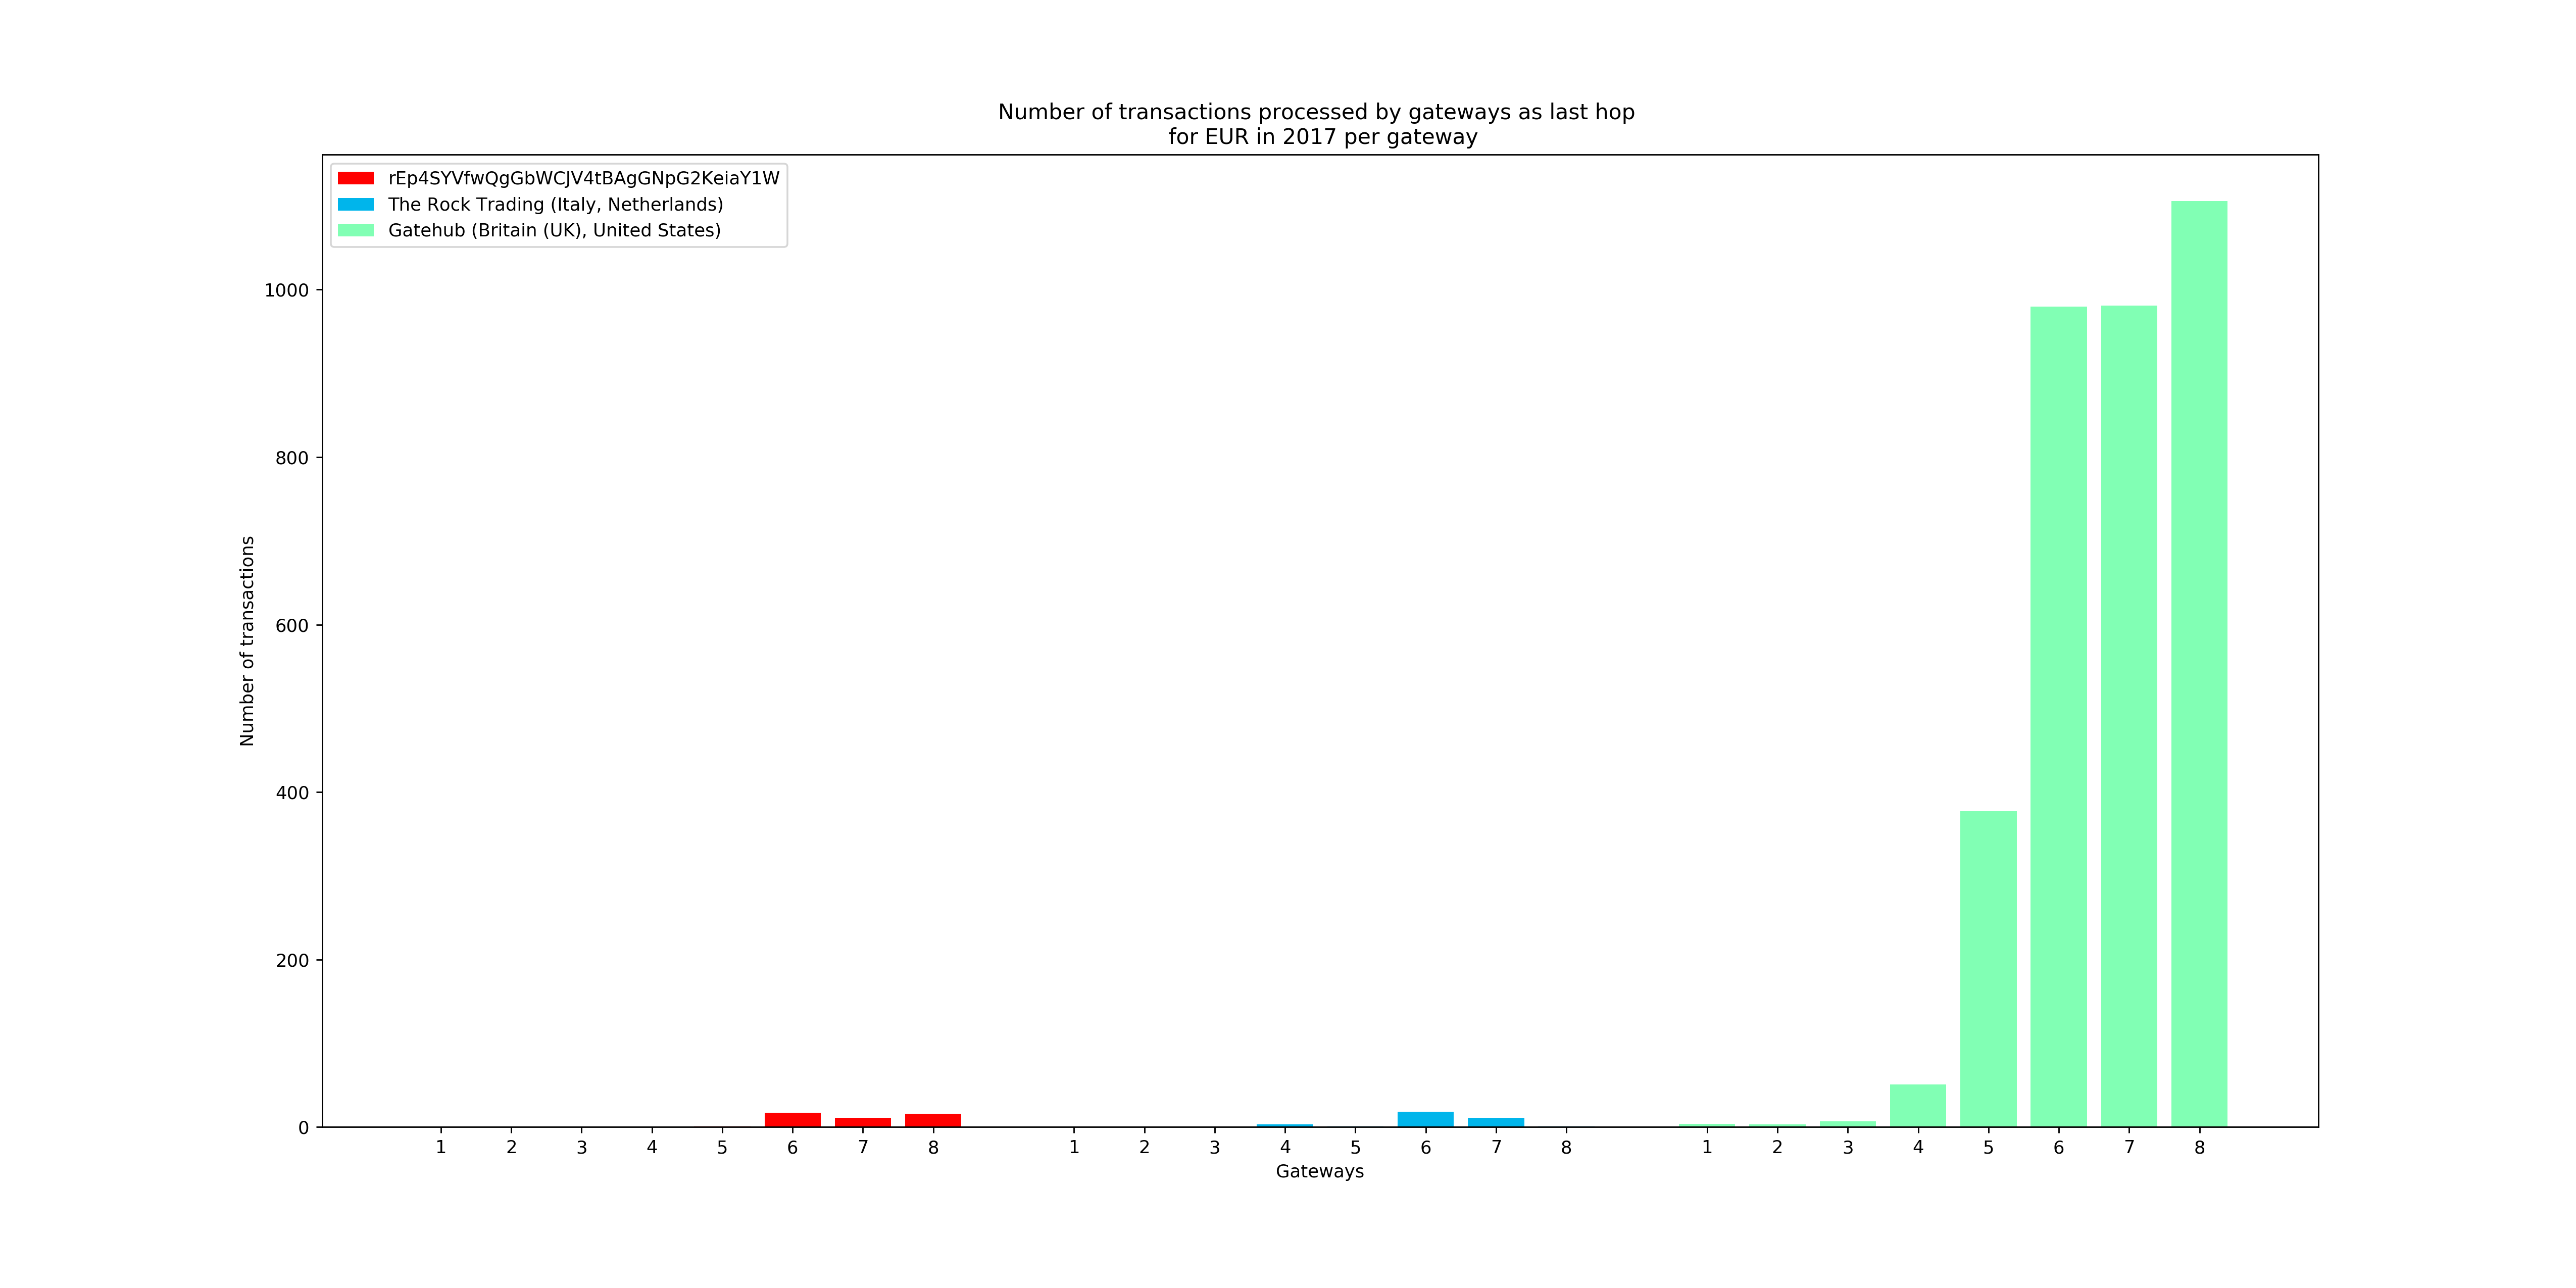 Number of transactions processed by gateways as last hop
for EUR in 2017 per gateway
rEp4SYVfwQgGbWCJV4tBAgGNpG2KeiaY1W
The Rock Trading (Italy, Netherlands)
Gatehub (Britain (UK), United States)
1000
800
600
400
200
0
Number of transactions
1 2 3 4 5 6 7 8 1 2 3 4 5 6 7 8 1 2 3 4 5 6 7 8
Gateways